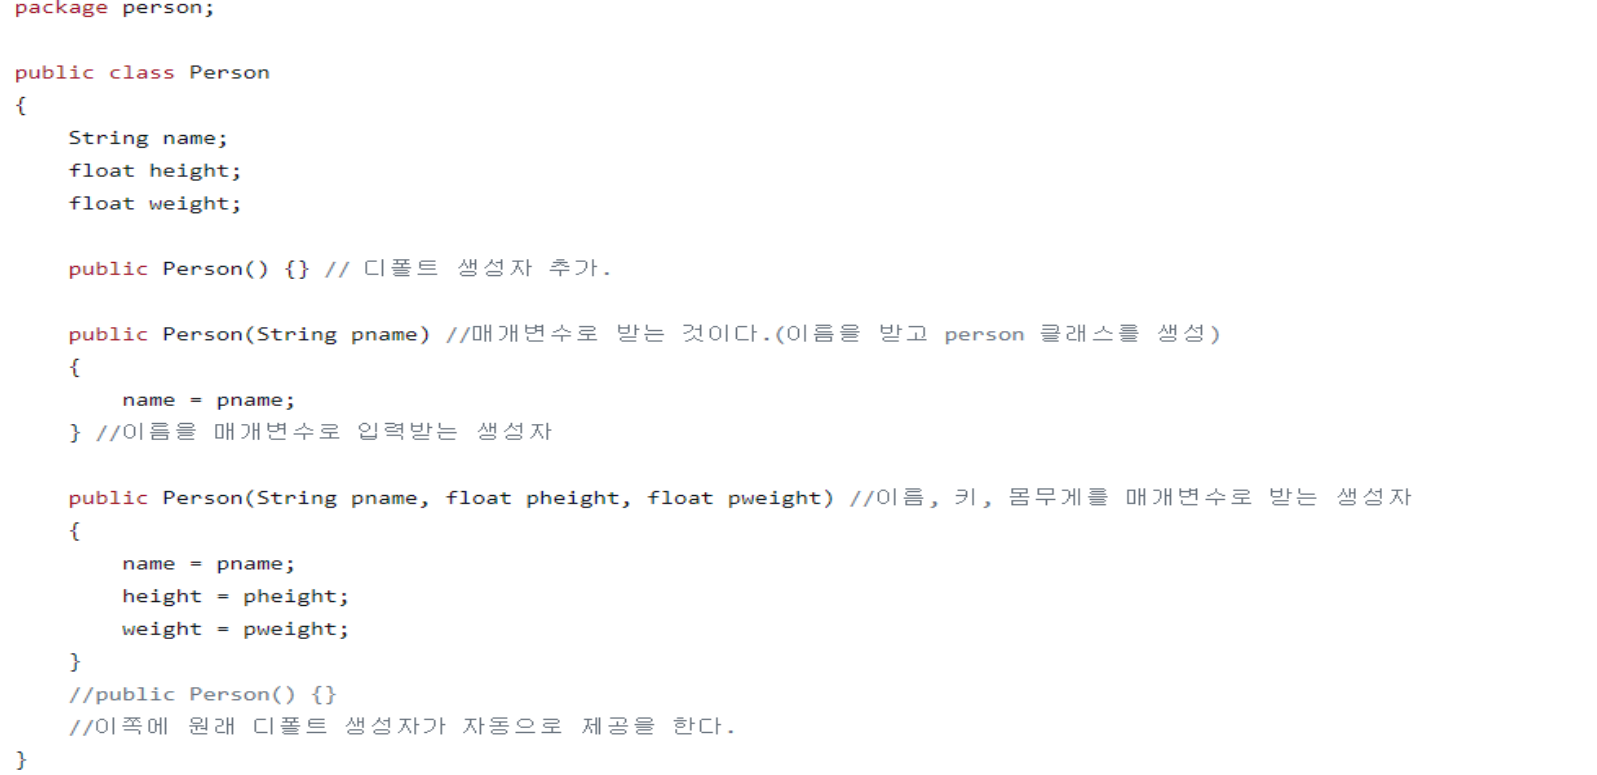 package person;
public class Person
{
String name;
float height;
float weight;
public Person() {} // 디폴트 생성자 추가.
public Person(String pname) //매개변수로 받는 것이다.(이름을 받고 person 클래스를 생성)
{
name = pname;
} //이름을 매개변수로 입력받는 생성자
public Person(String pname, float pheight, float pweight) //이름, 키, 몸무게를 매개변수로 받는 생성자
{
name = pname;
height = pheight;
weight = pweight;
}
//public Person() {}
//이쪽에 원래 디폴트 생성자가 자동으로 제공을 한다.
}